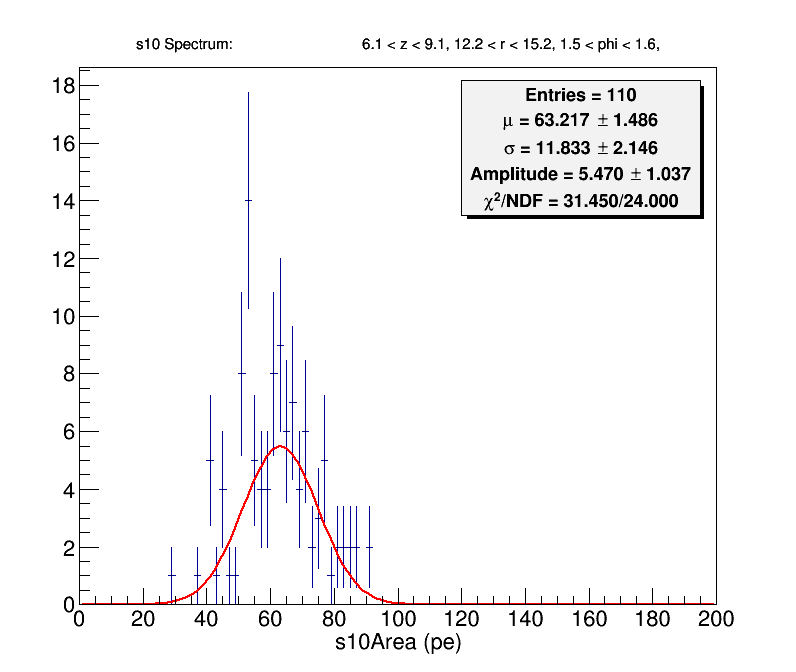 s10 Spectrum: 6.1 < z < 9.1, 12.2 < r < 15.2, 1.5 < phi < 1.6,
Entries = 110
μ = 63.217 ± 1.486
σ = 11.833 ± 2.146
Amplitude = 5.470 ± 1.037
χ²/NDF = 31.450/24.000
18
16
14
12
10
8
6
4
2
0
0 20 40 60 80 100 120 140 160 180 200
s10Area (pe)